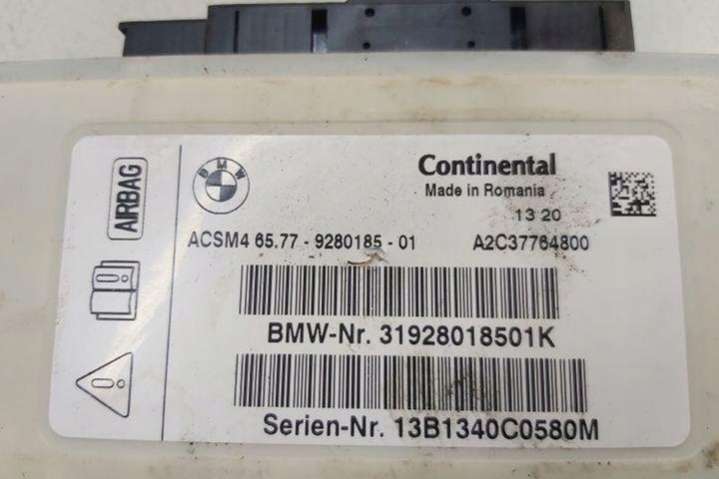 AIRBAG
BMW
Continental
Made in Romania
13 20
ACSM4 65.77 - 9280185 - 01 A2C37764800
BMW-Nr. 31928018501K
Serien-Nr. 13B1340C0580M